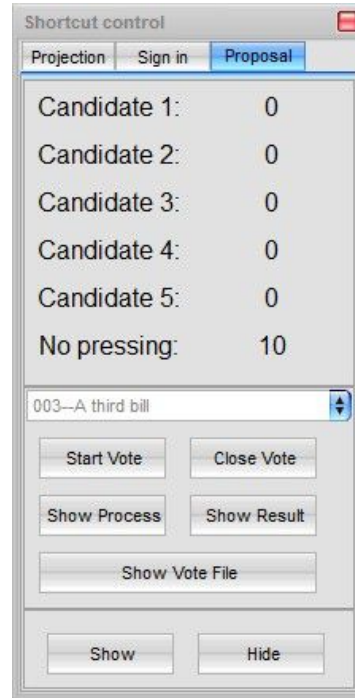 Shortcut control
Projection Sign in Proposal
Candidate 1: 0
Candidate 2: 0
Candidate 3: 0
Candidate 4: 0
Candidate 5: 0
No pressing: 10
003--A third bill
Start Vote Close Vote
Show Process Show Result
Show Vote File
Show Hide